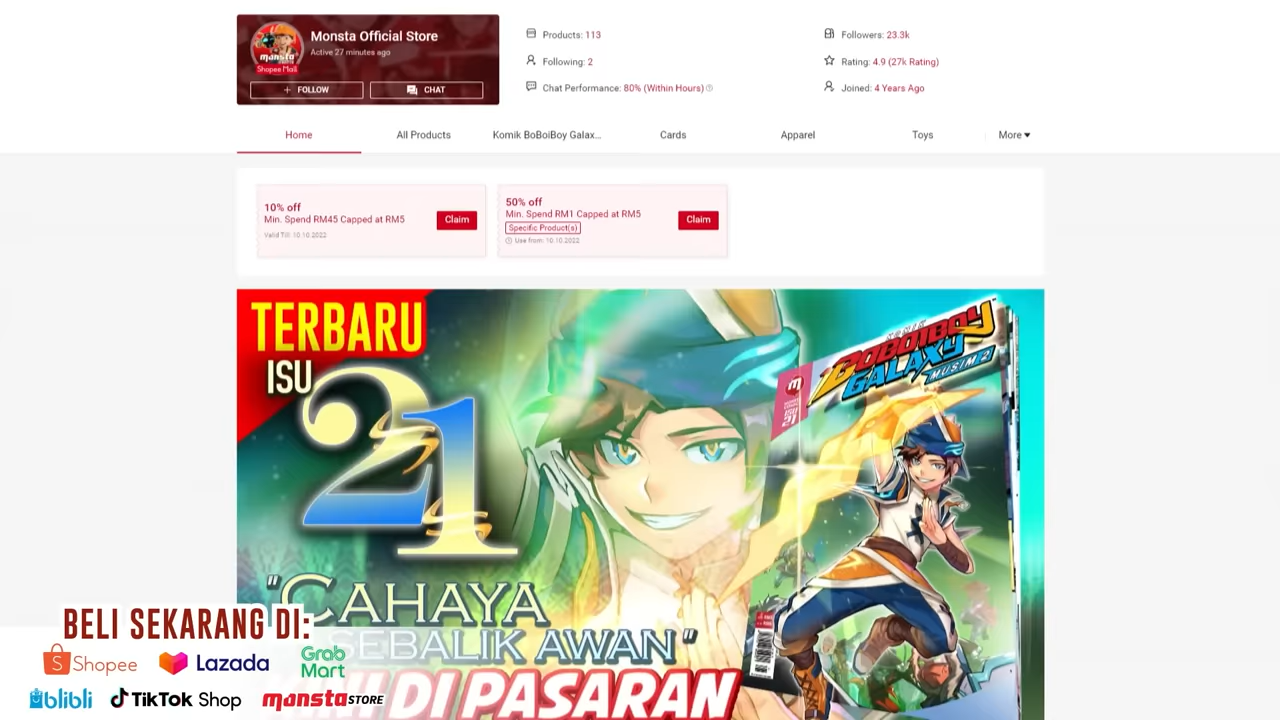 Monsta Official Store
Active 27 minutes ago
monsta
Shopee Mall
+ FOLLOW
CHAT
Products: 113
Following: 2
Chat Performance: 80% (Within Hours)
Followers: 23.3k
Rating: 4.9 (27k Rating)
Joined: 4 Years Ago
Home
All Products
Komik BoBoiBoy Galax...
Cards
Apparel
Toys
More
10% off
Min. Spend RM45 Capped at RM5
Valid Till: 10.10.2022
Claim
50% off
Min. Spend RM1 Capped at RM5
Specific Product(s)
Use from: 10.10.2022
Claim
TERBARU
ISU
21
"CAHAYA
SEBALIK AWAN"
DI PASARAN
BOBOIBOY
GALAXY
MUSIM 2
21
BELI SEKARANG DI:
Shopee
Lazada
Grab
Mart
blibli
TikTok Shop
monsta STORE